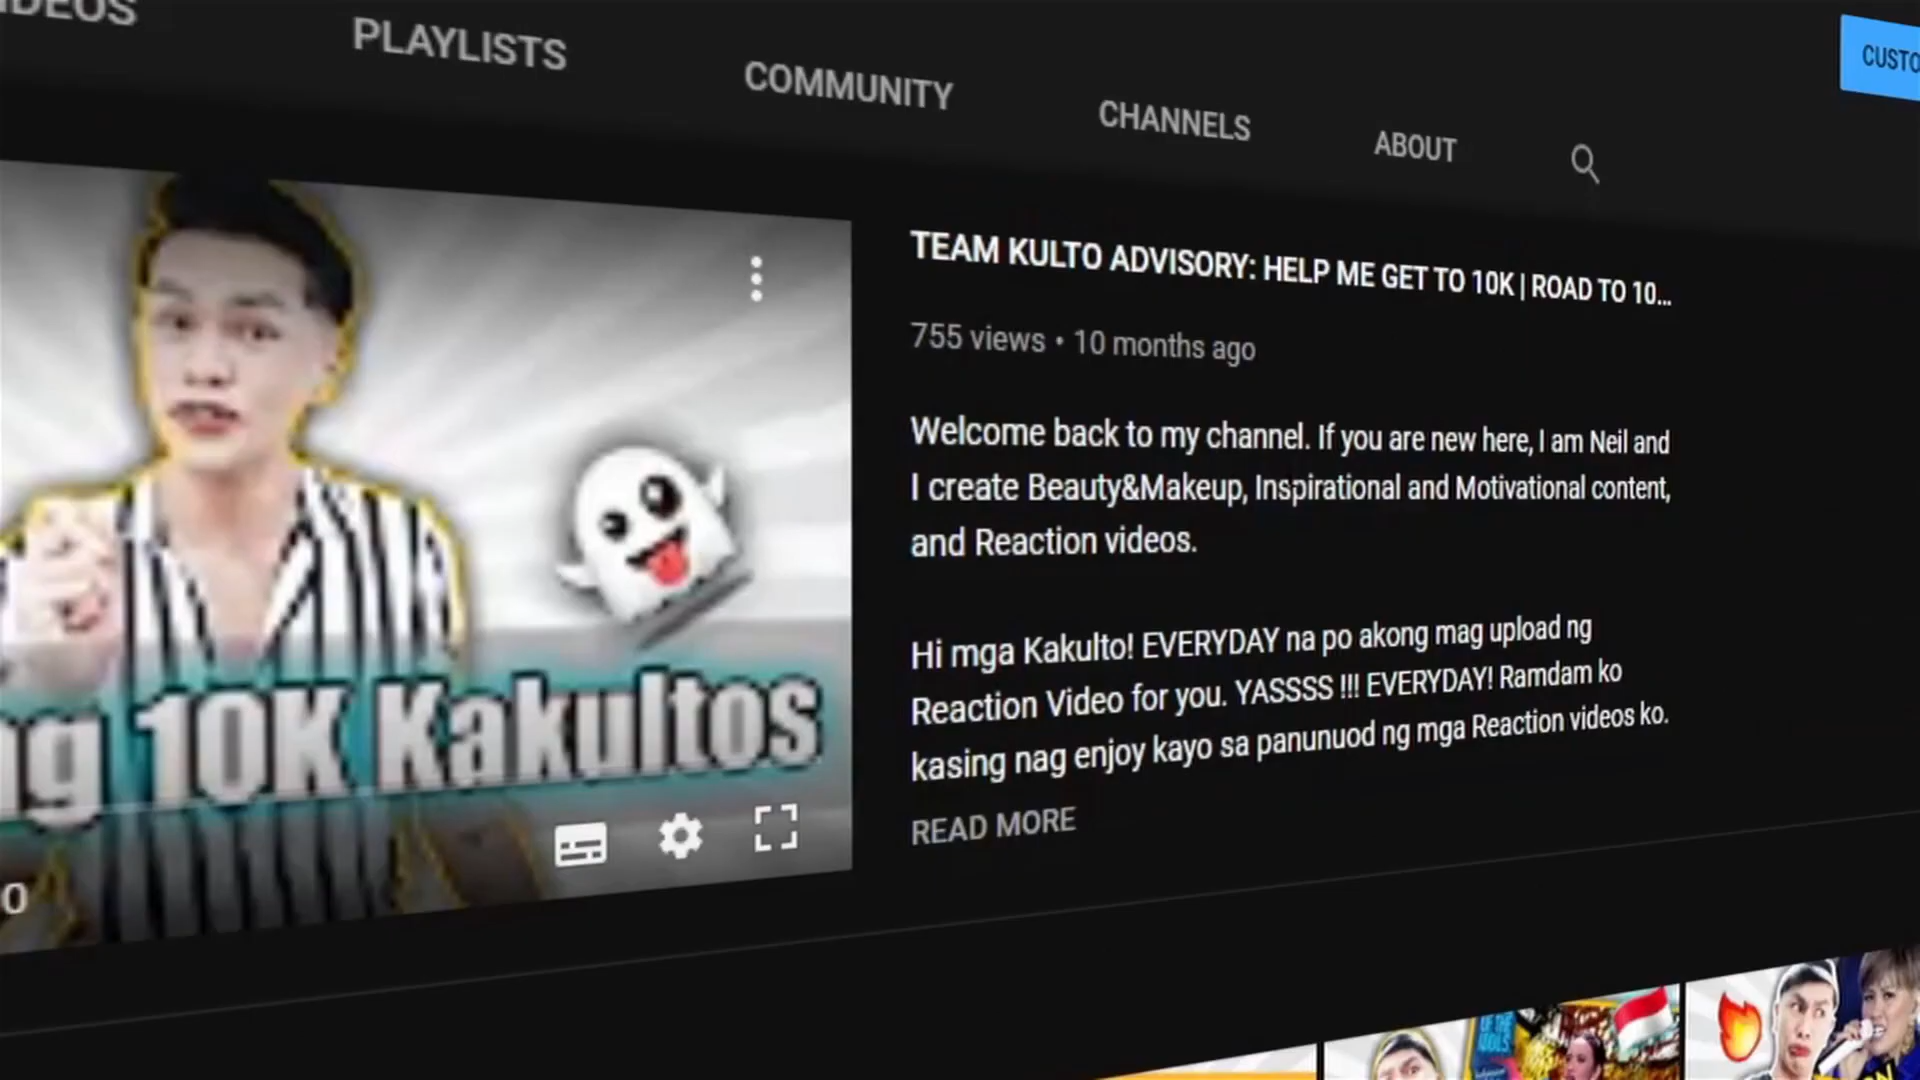 PLAYLISTS
COMMUNITY
CHANNELS
ABOUT
TEAM KULTO ADVISORY: HELP ME GET TO 10K | ROAD TO 10...
755 views • 10 months ago
Welcome back to my channel. If you are new here, I am Neil and
I create Beauty&Makeup, Inspirational and Motivational content,
and Reaction videos.
Hi mga Kakulto! EVERYDAY na po akong mag upload ng
Reaction Video for you. YASSSS !!! EVERYDAY! Ramdam ko
kasing nag enjoy kayo sa panunuod ng mga Reaction videos ko.
READ MORE
10K Kakultos